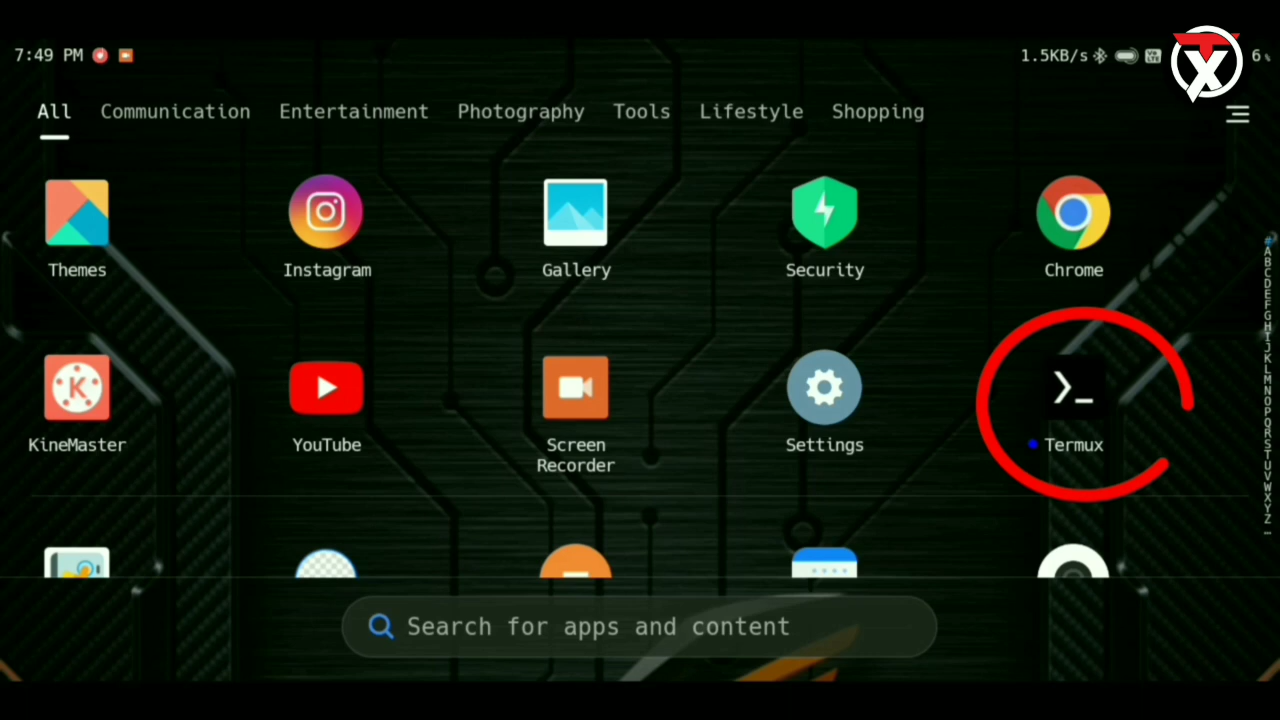 7:49 PM
1.5KB/s
6
All Communication Entertainment Photography Tools Lifestyle Shopping
Themes Instagram Gallery Security Chrome
KineMaster YouTube Screen Recorder Settings Termux
Search for apps and content
A
B
C
D
E
F
G
H
I
J
K
L
M
N
O
P
Q
R
S
T
U
V
W
X
Y
Z